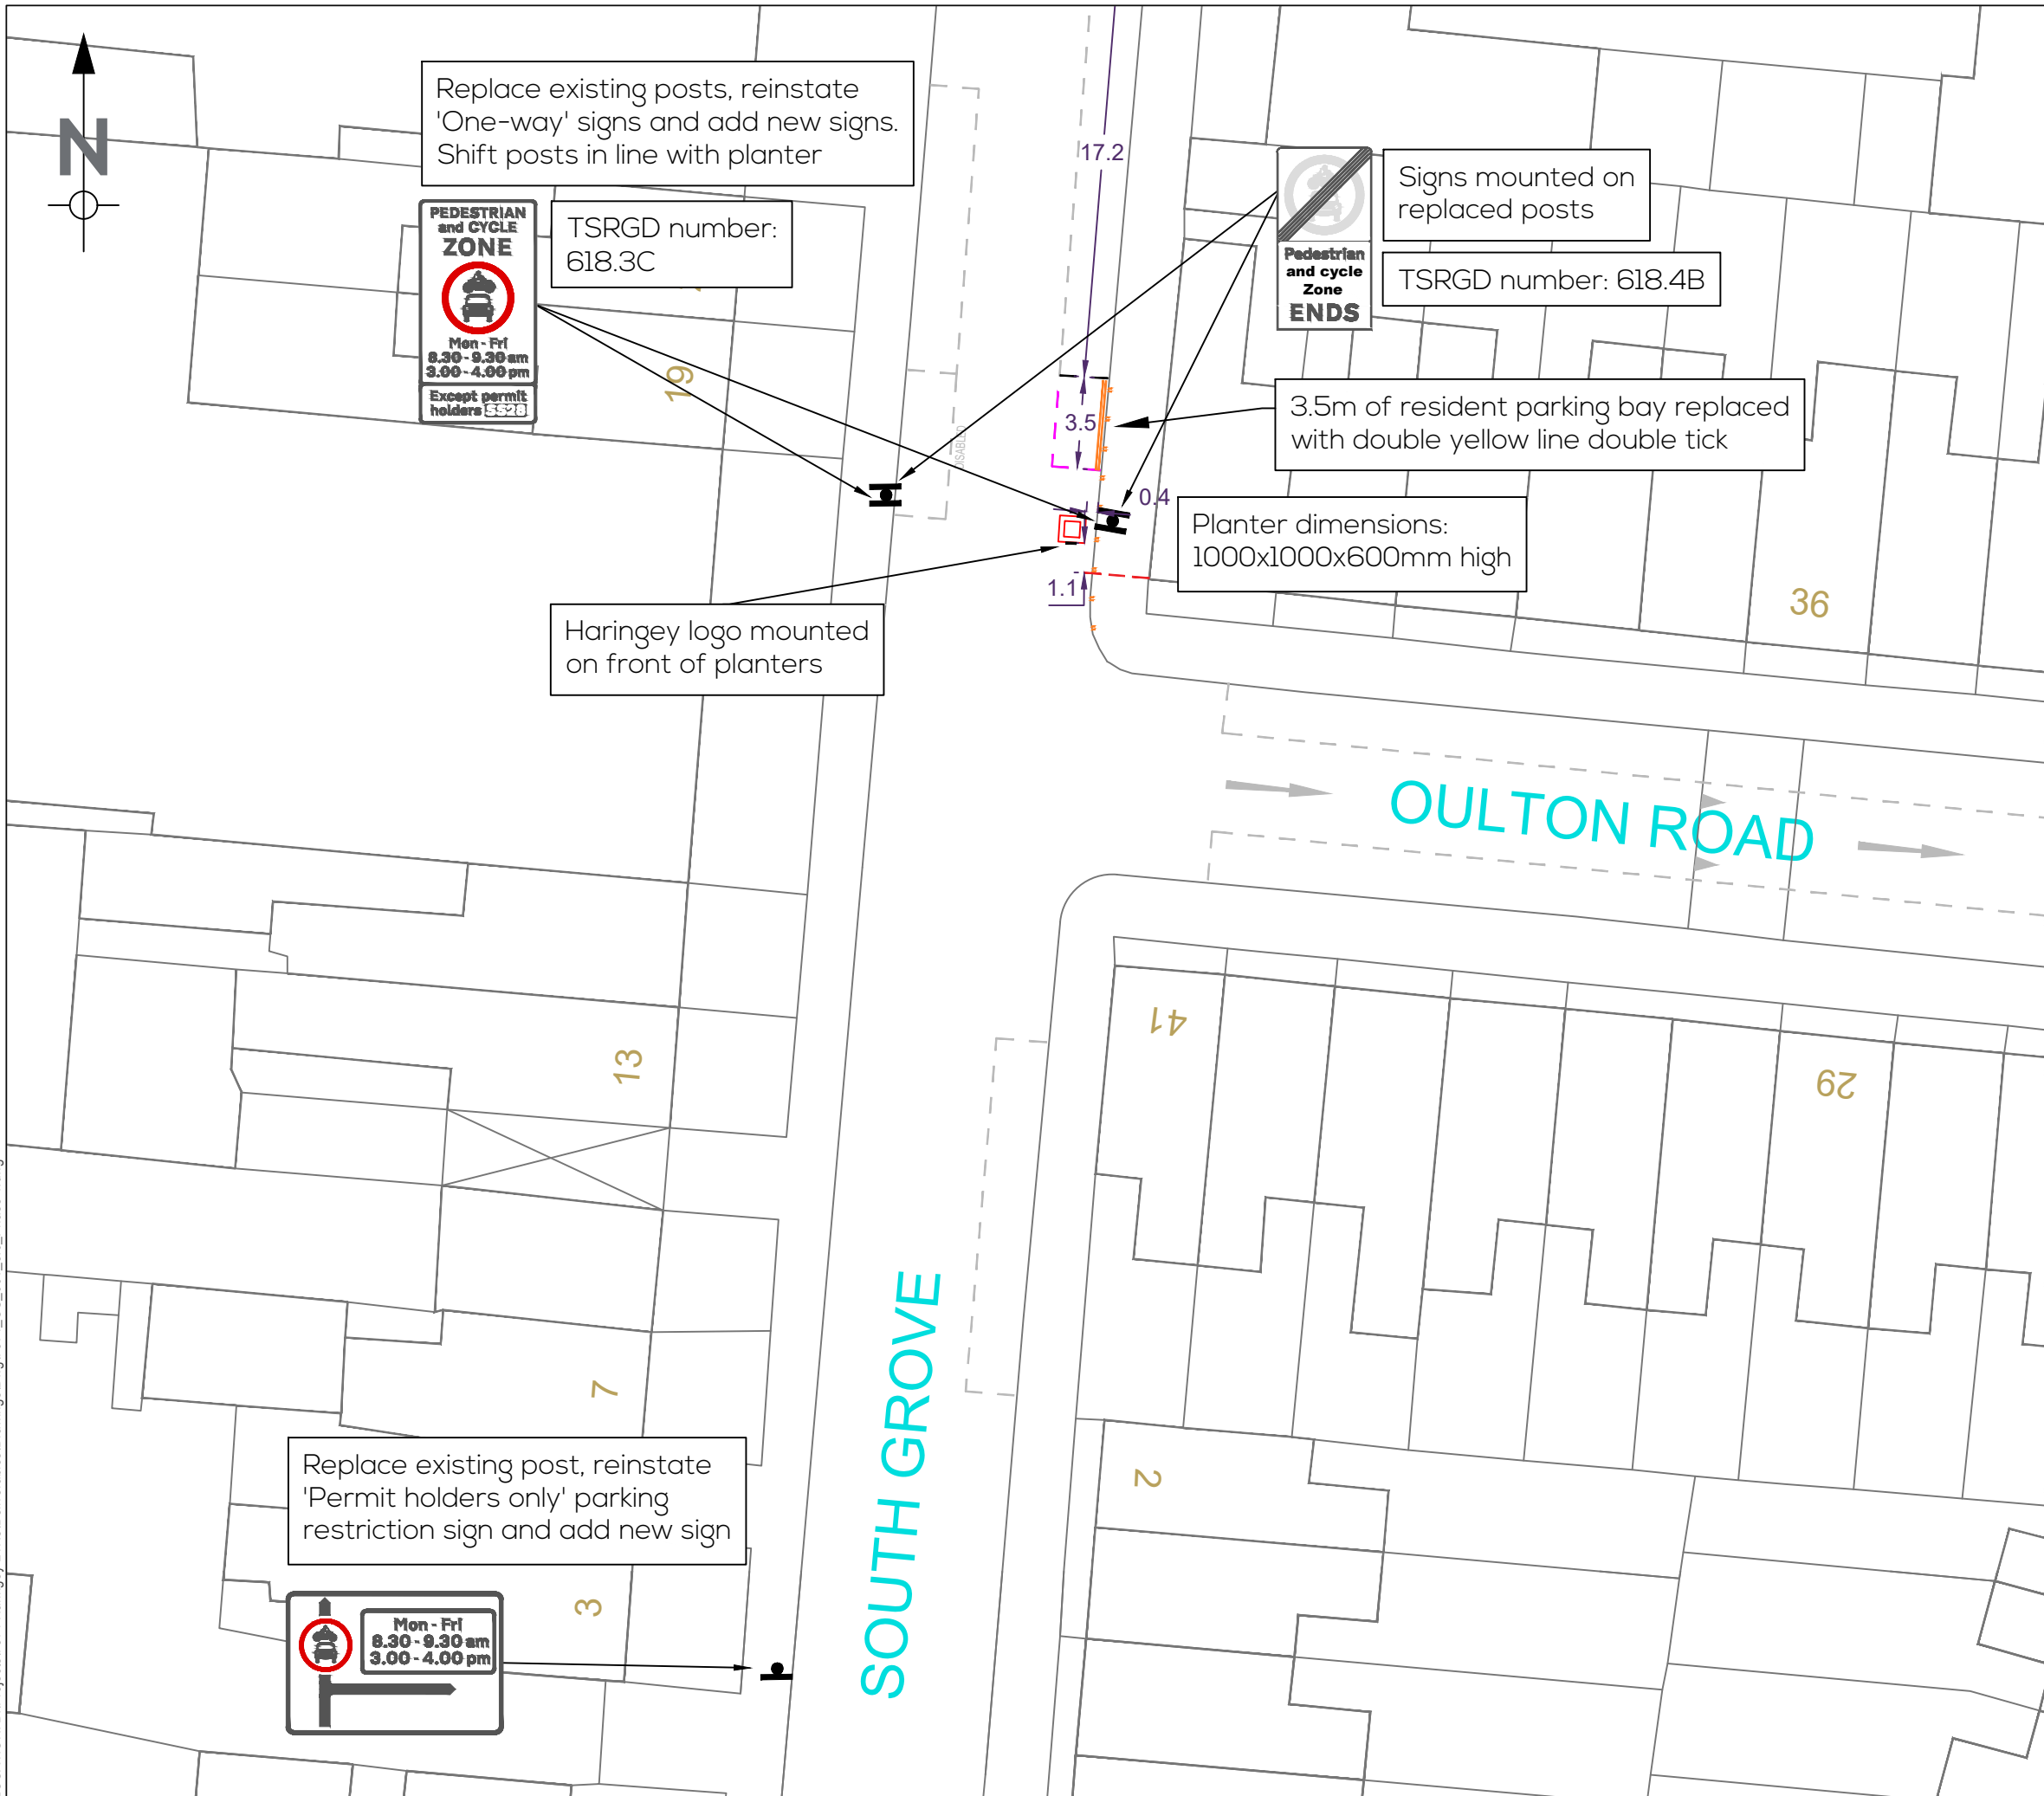 N
Replace existing posts, reinstate
'One-way' signs and add new signs.
Shift posts in line with planter
PEDESTRIAN
and CYCLE
ZONE
Mon - Fri
8.30 - 9.30 am
3.00 - 4.00 pm
Except permit
holders SS28
TSRGD number:
618.3C
17.2
Signs mounted on
replaced posts
Pedestrian
and cycle
Zone
ENDS
TSRGD number: 618.4B
19
DISABLED
3.5
3.5m of resident parking bay replaced
with double yellow line double tick
0.4
Planter dimensions:
1000x1000x600mm high
1.1
36
Haringey logo mounted
on front of planters
OULTON ROAD
41
13
29
7
2
SOUTH GROVE
Replace existing post, reinstate
'Permit holders only' parking
restriction sign and add new sign
3
Mon - Fri
8.30 - 9.30 am
3.00 - 4.00 pm